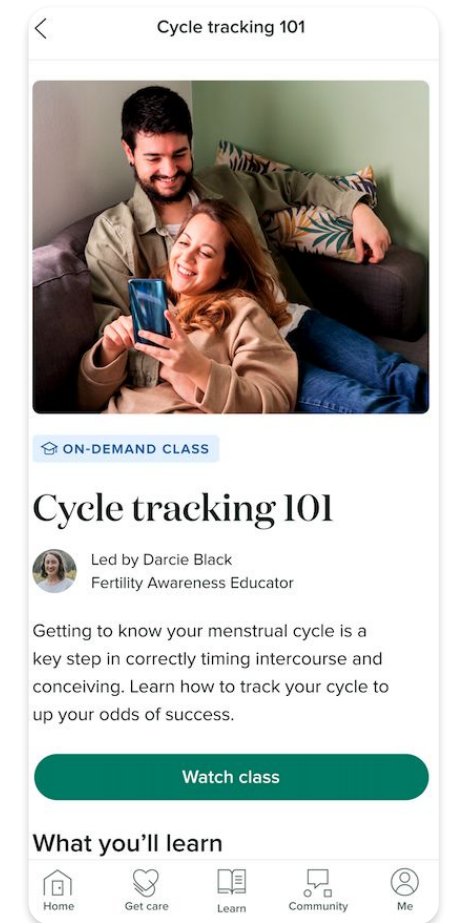 Cycle tracking 101
ON-DEMAND CLASS
Cycle tracking 101
Led by Darcie Black
Fertility Awareness Educator
Getting to know your menstrual cycle is a
key step in correctly timing intercourse and
conceiving. Learn how to track your cycle to
up your odds of success.
Watch class
What you’ll learn
Home
Get care
Learn
Community
Me